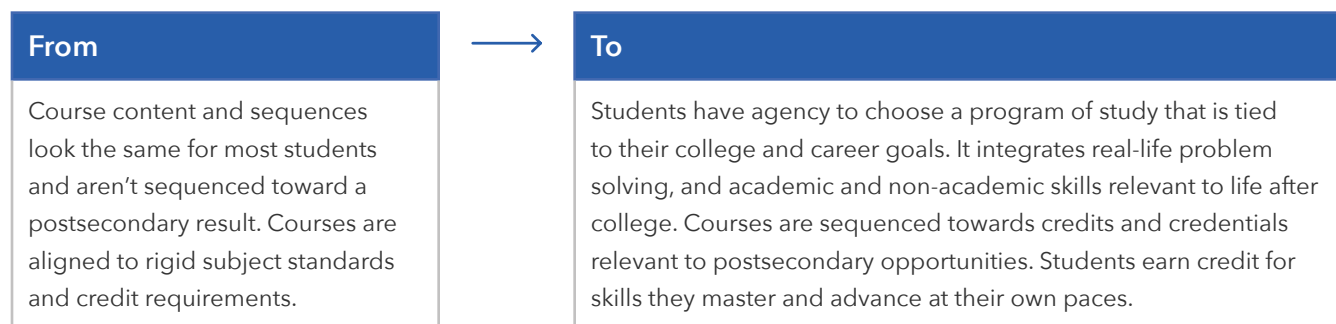 From
Course content and sequences
look the same for most students
and aren’t sequenced toward a
postsecondary result. Courses are
aligned to rigid subject standards
and credit requirements.
To
Students have agency to choose a program of study that is tied
to their college and career goals. It integrates real-life problem
solving, and academic and non-academic skills relevant to life after
college. Courses are sequenced towards credits and credentials
relevant to postsecondary opportunities. Students earn credit for
skills they master and advance at their own paces.